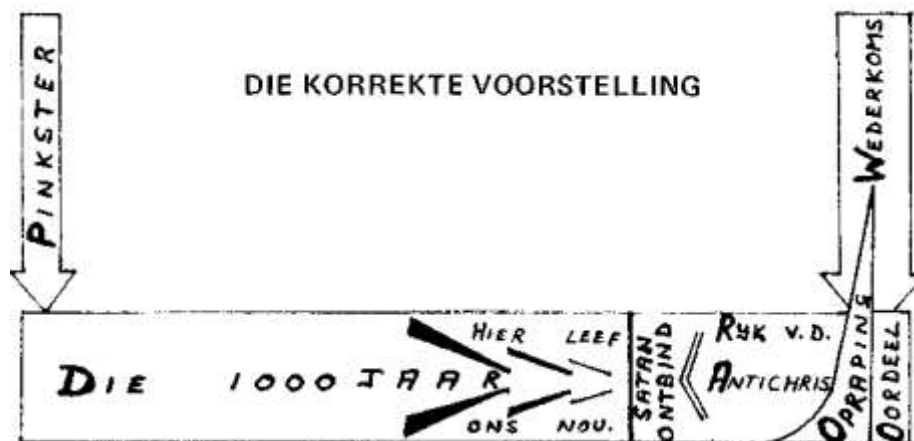 PINKSTER
DIE KORREKTE VOORSTELLING
WEDERKOMS
DIE 1000 JAAR
HIER LEEF
ONS NOU.
SATAN
ONTBIND
RYK V.D.
ANTICHRIS
OPRAPING
OORDEEL